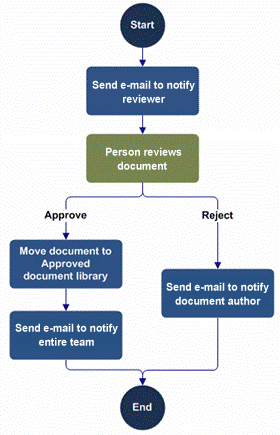 Start
Send e-mail to notify
reviewer
Person reviews
document
Approve
Reject
Move document to
Approved
document library
Send e-mail to notify
document author
Send e-mail to notify
entire team
End